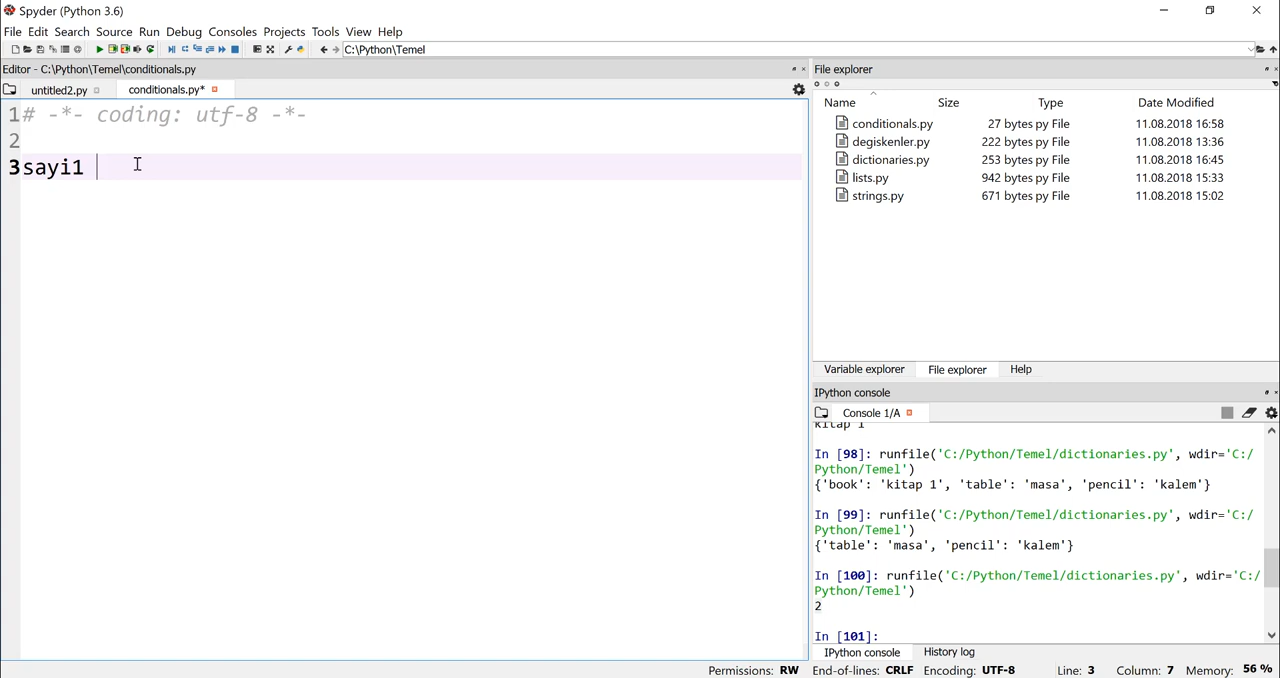 Spyder (Python 3.6)
File Edit Search Source Run Debug Consoles Projects Tools View Help
C:\Python\Temel
Editor - C:\Python\Temel\conditionals.py
untitled2.py
conditionals.py*
1# -*- coding: utf-8 -*-
2
3sayi1
File explorer
Name Size Type Date Modified
conditionals.py 27 bytes py File 11.08.2018 16:58
degiskenler.py 222 bytes py File 11.08.2018 13:36
dictionaries.py 253 bytes py File 11.08.2018 16:45
lists.py 942 bytes py File 11.08.2018 15:33
strings.py 671 bytes py File 11.08.2018 15:02
Variable explorer File explorer Help
IPython console
Console 1/A
kitap 1
In [98]: runfile('C:/Python/Temel/dictionaries.py', wdir='C:/
Python/Temel')
{'book': 'kitap 1', 'table': 'masa', 'pencil': 'kalem'}
In [99]: runfile('C:/Python/Temel/dictionaries.py', wdir='C:/
Python/Temel')
{'table': 'masa', 'pencil': 'kalem'}
In [100]: runfile('C:/Python/Temel/dictionaries.py', wdir='C:/
Python/Temel')
2
In [101]:
IPython console History log
Permissions: RW End-of-lines: CRLF Encoding: UTF-8 Line: 3 Column: 7 Memory: 56 %